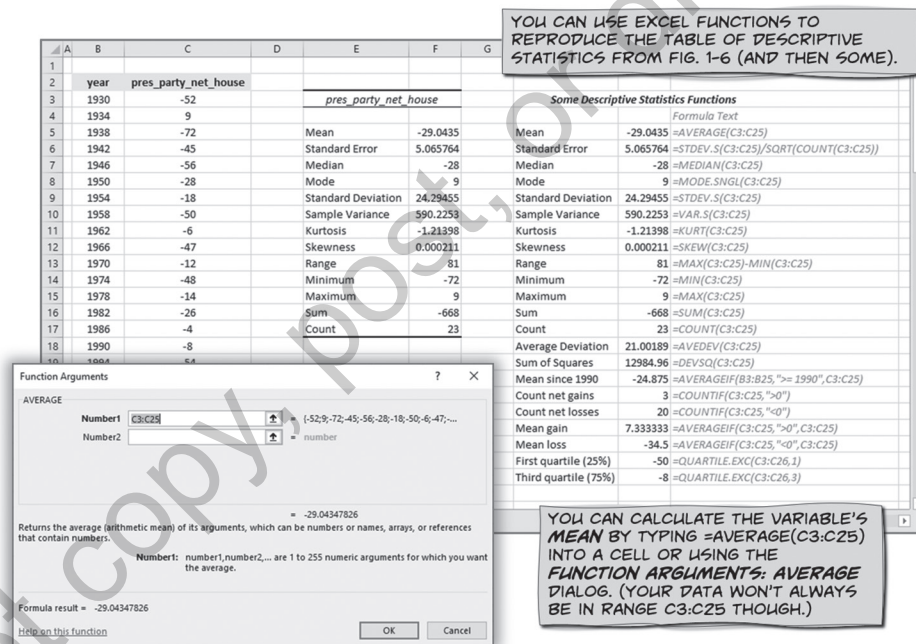 YOU CAN USE EXCEL FUNCTIONS TO
REPRODUCE THE TABLE OF DESCRIPTIVE
STATISTICS FROM FIG. 1-6 (AND THEN SOME).
A B C D E F G
1
2 year pres_party_net_house
3 1930 -52 pres_party_net_house Some Descriptive Statistics Functions
4 1934 9 Formula Text
5 1938 -72 Mean -29.0435 Mean -29.0435 =AVERAGE(C3:C25)
6 1942 -45 Standard Error 5.065764 Standard Error 5.065764 =STDEV.S(C3:C25)/SQRT(COUNT(C3:C25))
7 1946 -56 Median -28 Median -28 =MEDIAN(C3:C25)
8 1950 -28 Mode 9 Mode 9 =MODE.SNGL(C3:C25)
9 1954 -18 Standard Deviation 24.29455 Standard Deviation 24.29455 =STDEV.S(C3:C25)
10 1958 -50 Sample Variance 590.2253 Sample Variance 590.2253 =VAR.S(C3:C25)
11 1962 -6 Kurtosis -1.21398 Kurtosis -1.21398 =KURT(C3:C25)
12 1966 -47 Skewness 0.000211 Skewness 0.000211 =SKEW(C3:C25)
13 1970 -12 Range 81 Range 81 =MAX(C3:C25)-MIN(C3:C25)
14 1974 -48 Minimum -72 Minimum -72 =MIN(C3:C25)
15 1978 -14 Maximum 9 Maximum 9 =MAX(C3:C25)
16 1982 -26 Sum -668 Sum -668 =SUM(C3:C25)
17 1986 -4 Count 23 Count 23 =COUNT(C3:C25)
18 1990 -8 Average Deviation 21.00189 =AVEDEV(C3:C25)
Sum of Squares 12984.96 =DEVSQ(C3:C25)
Mean since 1990 -24.875 =AVERAGEIF(B3:B25,">= 1990",C3:C25)
Count net gains 3 =COUNTIF(C3:C25,">0")
Count net losses 20 =COUNTIF(C3:C25,"<0")
Mean gain 7.333333 =AVERAGEIF(C3:C25,">0",C3:C25)
Mean loss -34.5 =AVERAGEIF(C3:C25,"<0",C3:C25)
First quartile (25%) -50 =QUARTILE.EXC(C3:C26,1)
Third quartile (75%) -8 =QUARTILE.EXC(C3:C26,3)
Function Arguments ? ×
AVERAGE
Number1 C3:C25 = {-52;9;-72;-45;-56;-28;-18;-50;-6;-47;-...
Number2 = number
= -29.04347826
Returns the average (arithmetic mean) of its arguments, which can be numbers or names, arrays, or references
that contain numbers.
Number1: number1,number2,... are 1 to 255 numeric arguments for which you want
the average.
Formula result = -29.04347826
Help on this function OK Cancel
YOU CAN CALCULATE THE VARIABLE'S
MEAN BY TYPING =AVERAGE(C3:C25)
INTO A CELL OR USING THE
FUNCTION ARGUMENTS: AVERAGE
DIALOG. (YOUR DATA WON'T ALWAYS
BE IN RANGE C3:C25 THOUGH.)
copy, post, or